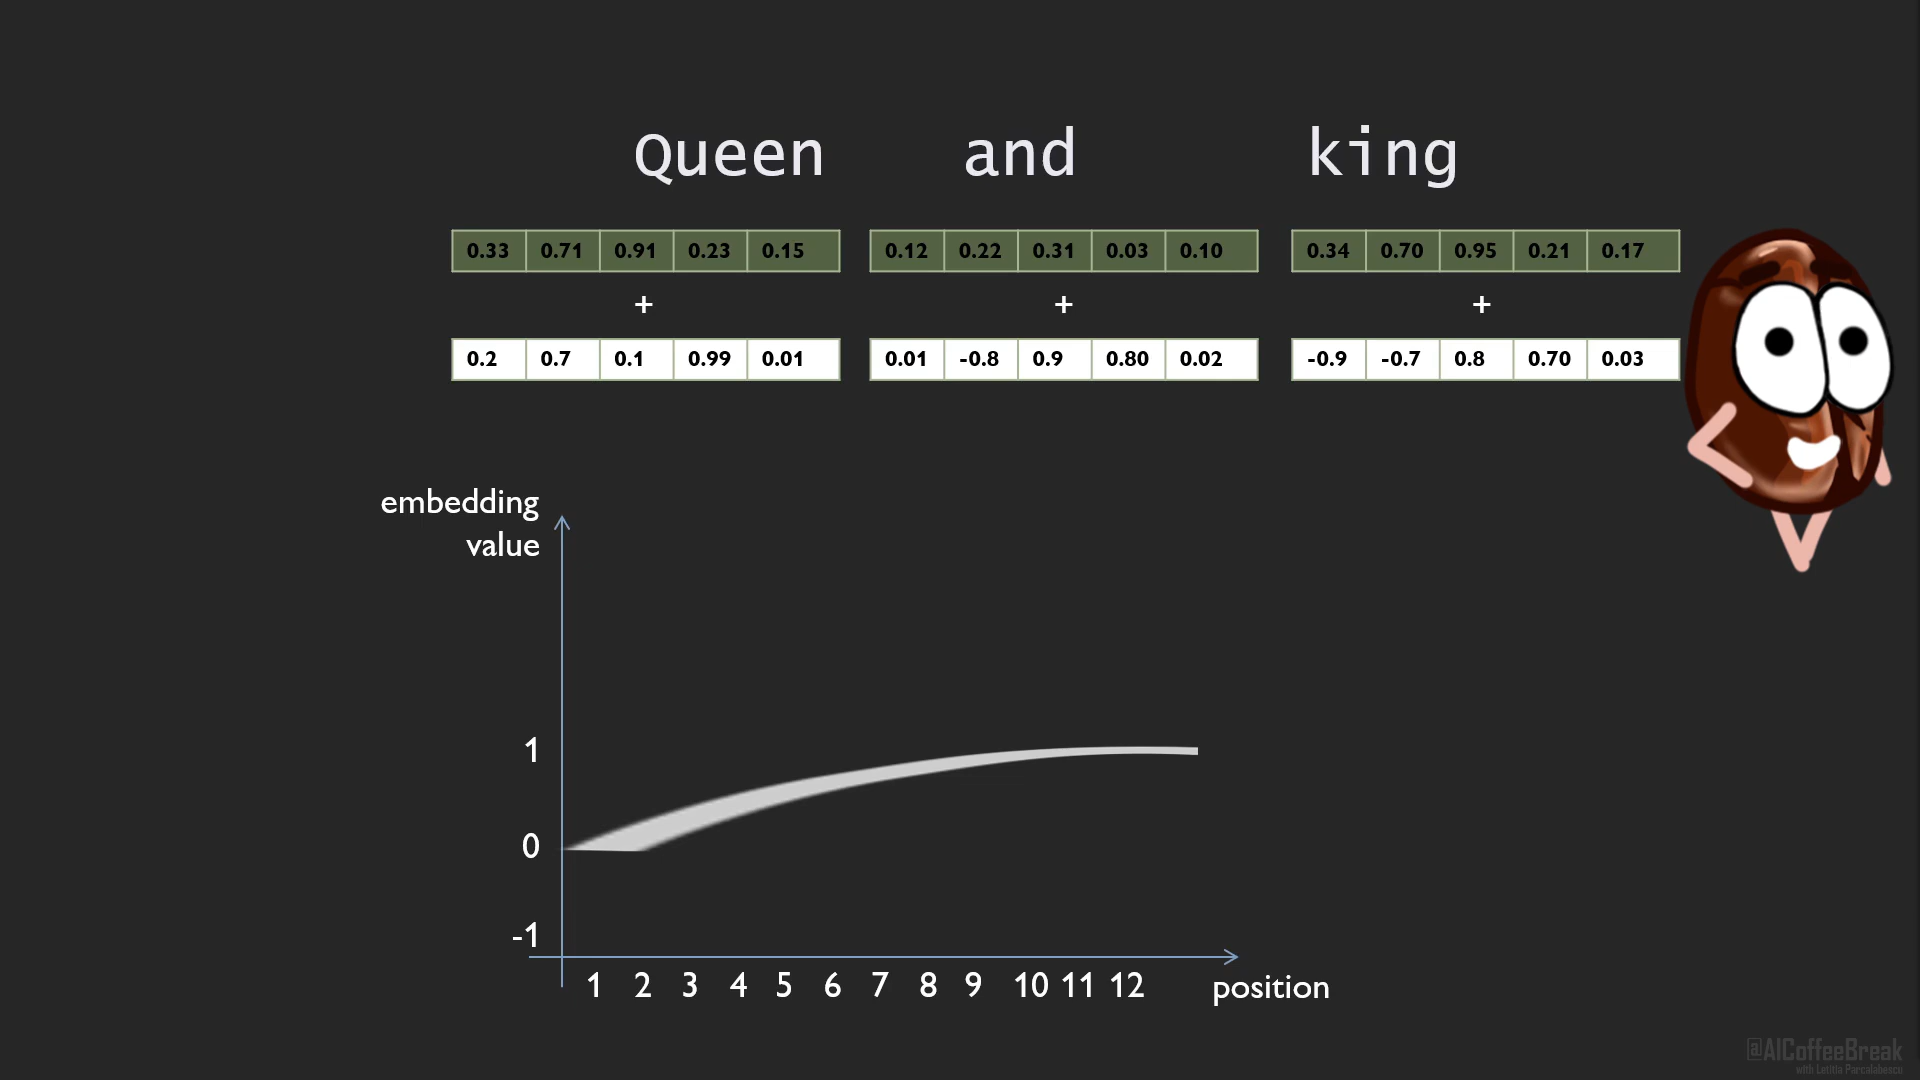 Queen and king
0.33 0.71 0.91 0.23 0.15 0.12 0.22 0.31 0.03 0.10 0.34 0.70 0.95 0.21 0.17
+ + +
0.2 0.7 0.1 0.99 0.01 0.01 -0.8 0.9 0.80 0.02 -0.9 -0.7 0.8 0.70 0.03
embedding
value
1
0
-1
1 2 3 4 5 6 7 8 9 10 11 12 position
@AICoffeeBreak
with Letitia Parcalabescu